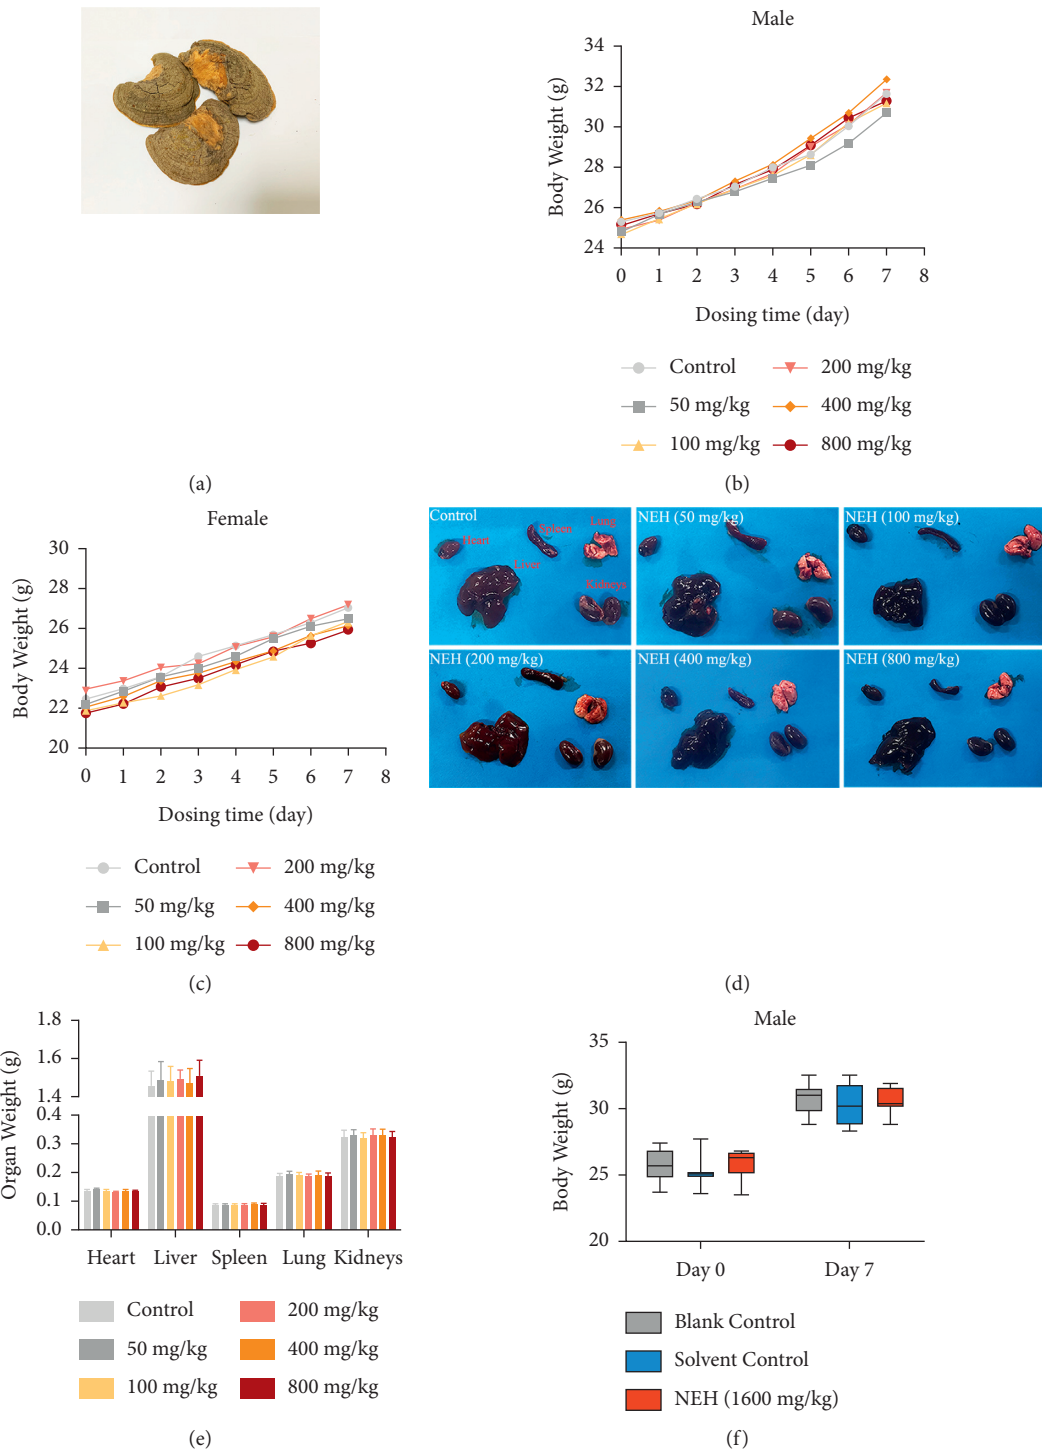 Male
34
32
30
28
26
24
Body Weight (g)
0 1 2 3 4 5 6 7 8
Dosing time (day)
Control 200 mg/kg
50 mg/kg 400 mg/kg
100 mg/kg 800 mg/kg
(a)
(b)
Female
30
28
26
24
22
20
Body Weight (g)
0 1 2 3 4 5 6 7 8
Dosing time (day)
Control 200 mg/kg
50 mg/kg 400 mg/kg
100 mg/kg 800 mg/kg
(c)
Control
Heart
Spleen
Lung
Liver
Kidneys
NEH (50 mg/kg)
NEH (100 mg/kg)
NEH (200 mg/kg)
NEH (400 mg/kg)
NEH (800 mg/kg)
(d)
1.8
1.6
1.4
0.4
0.3
0.2
0.1
0.0
Organ Weight (g)
Heart Liver Spleen Lung Kidneys
Control 200 mg/kg
50 mg/kg 400 mg/kg
100 mg/kg 800 mg/kg
(e)
Male
35
30
25
20
Body Weight (g)
Day 0 Day 7
Blank Control
Solvent Control
NEH (1600 mg/kg)
(f)